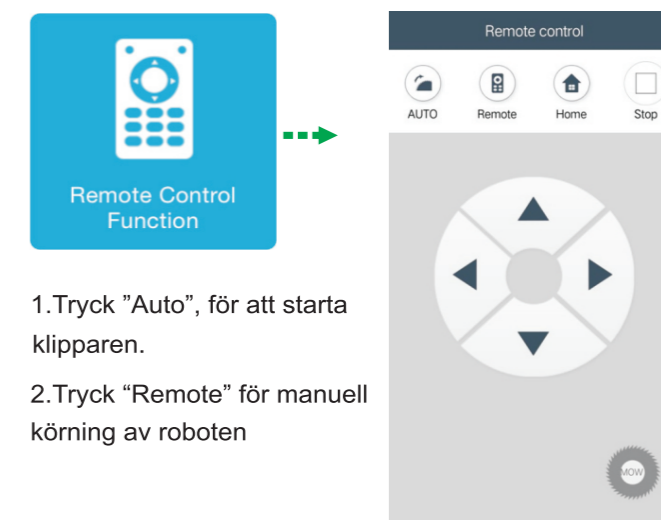 Remote Control
Function
Remote control
AUTO
Remote
Home
Stop
MOW
1.Tryck ”Auto”, för att starta
klipparen.
2.Tryck “Remote” för manuell
körning av roboten